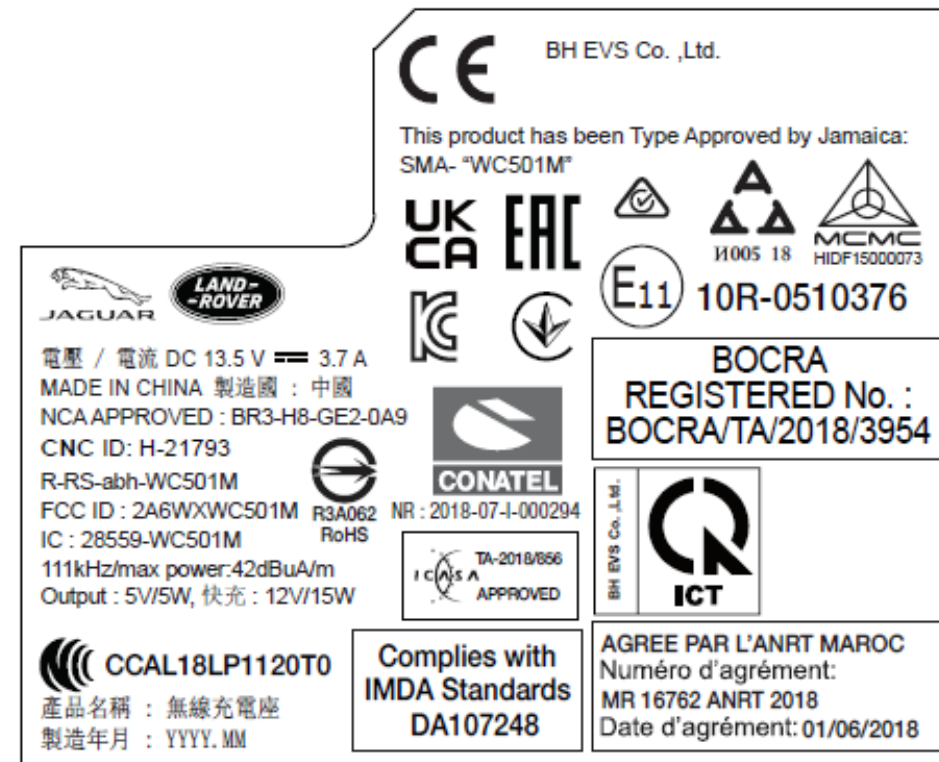 CE
BH EVS Co. ,Ltd.
This product has been Type Approved by Jamaica:
SMA- “WC501M”
UK
CA
EAC
И005 18
MCMC
HIDF15000073
E11
10R-0510376
JAGUAR
LAND-
-ROVER
電壓 / 電流 DC 13.5 V 3.7 A
MADE IN CHINA 製造國 : 中國
NCA APPROVED : BR3-H8-GE2-0A9
CNC ID: H-21793
R-RS-abh-WC501M
FCC ID : 2A6WXWC501M
IC : 28559-WC501M
111kHz/max power:42dBuA/m
Output : 5V/5W, 快充 : 12V/15W
R3A062
RoHS
CONATEL
NR : 2018-07-I-000294
ICASA
TA-2018/856
APPROVED
BOCRA
REGISTERED No. :
BOCRA/TA/2018/3954
BH EVS Co. ,Ltd.
ICT
CCAL18LP1120T0
產品名稱 : 無線充電座
製造年月 : YYYY.MM
Complies with
IMDA Standards
DA107248
AGREE PAR L’ANRT MAROC
Numéro d’agrément:
MR 16762 ANRT 2018
Date d’agrément: 01/06/2018